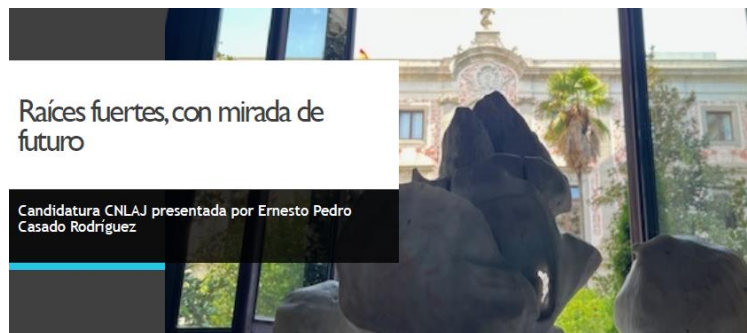 Raíces fuertes, con mirada de
futuro
Candidatura CNLAJ presentada por Ernesto Pedro
Casado Rodríguez